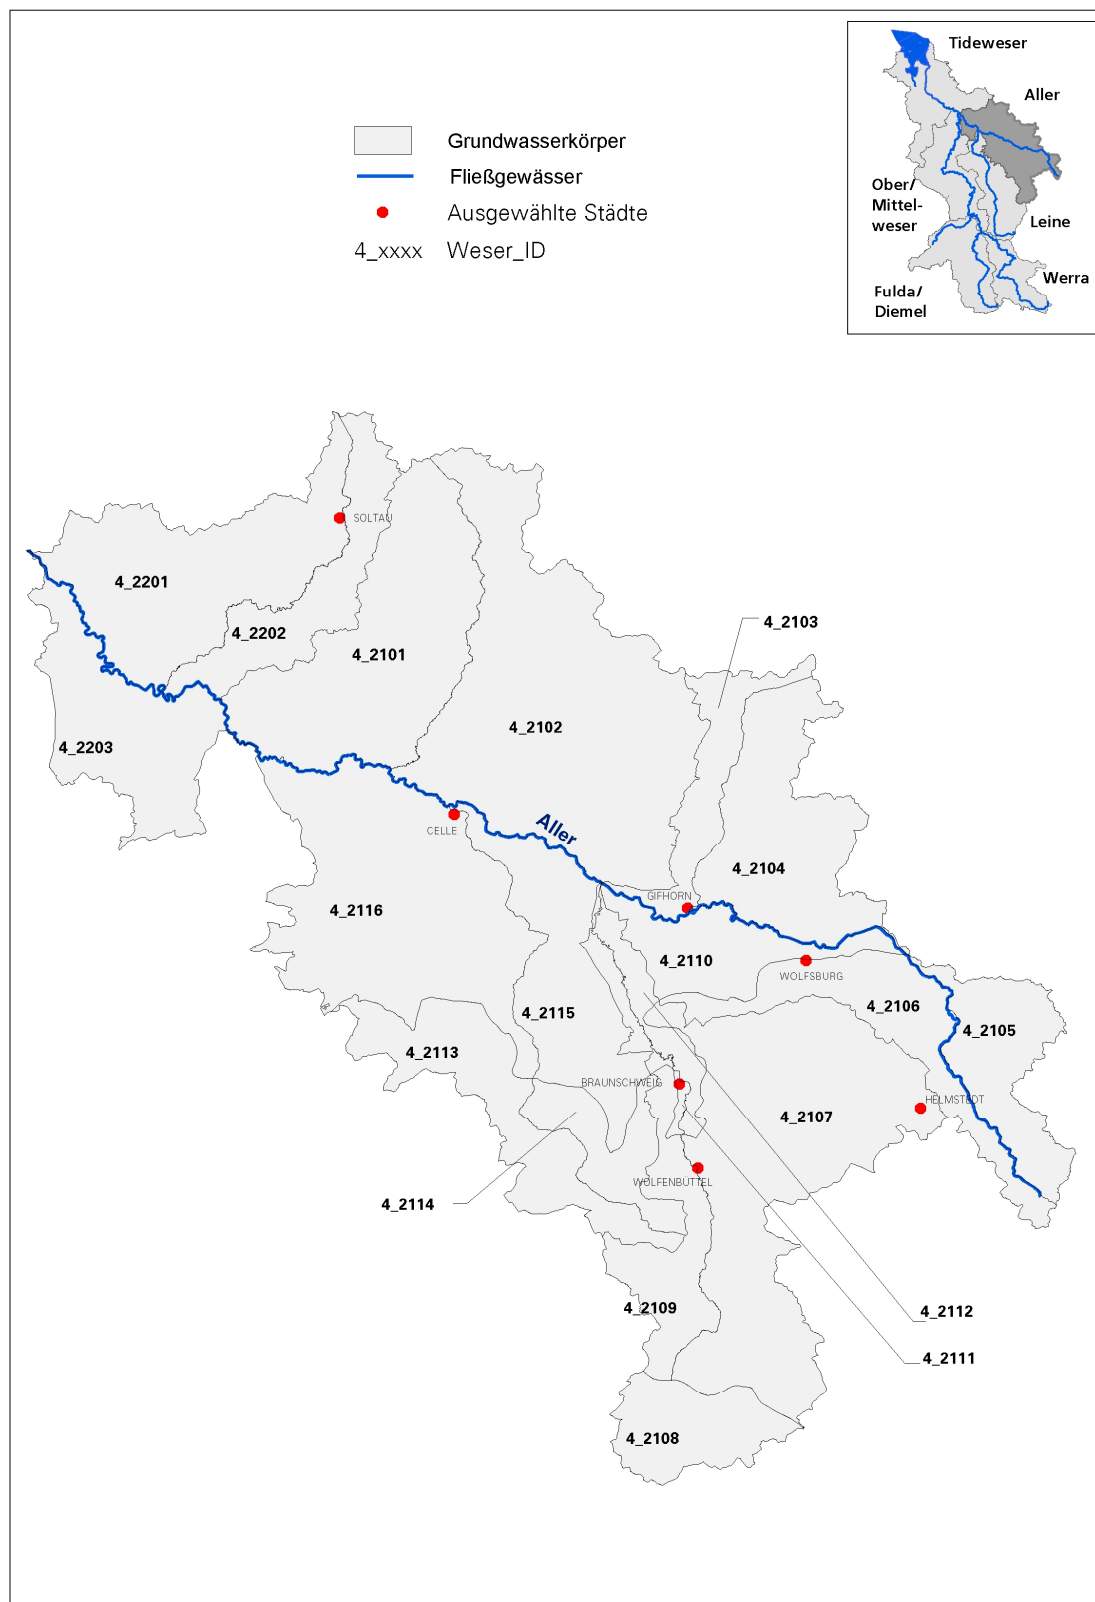 Tideweser
Aller
Ober/
Mittel-
weser
Leine
Werra
Fulda/
Diemel
Grundwasserkörper
Fließgewässer
Ausgewählte Städte
4_xxxx Weser_ID
SOLTAU
4_2201
4_2202
4_2103
4_2101
4_2102
4_2203
CELLE
Aller
4_2104
GIFHORN
4_2116
4_2110
WOLFSBURG
4_2106
4_2115
4_2105
4_2113
BRAUNSCHWEIG
HELMSTEDT
4_2107
WOLFENBÜTTEL
4_2114
4_2109
4_2112
4_2111
4_2108